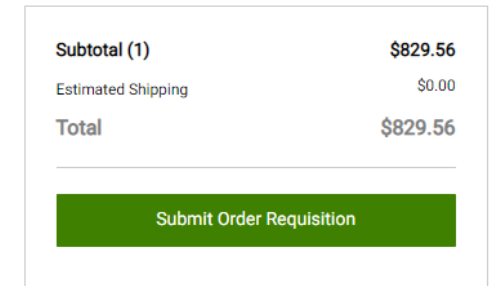 Subtotal (1) $829.56
Estimated Shipping $0.00
Total $829.56
Submit Order Requisition